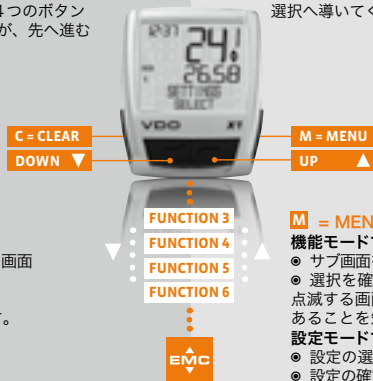 4つのボタン
が、先へ進む
選択へ導いてく
12:37
24
26.58
SETTINGS
SELECT
VDO X1
C = CLEAR
DOWN ▼
M = MENU
UP ▲
FUNCTION 3
FUNCTION 4
FUNCTION 5
FUNCTION 6
EMC
画面
。
M = MEN
機能モードで
サブ画面
選択を確
点滅する画面
あることを
設定モードで
設定の選
設定の確